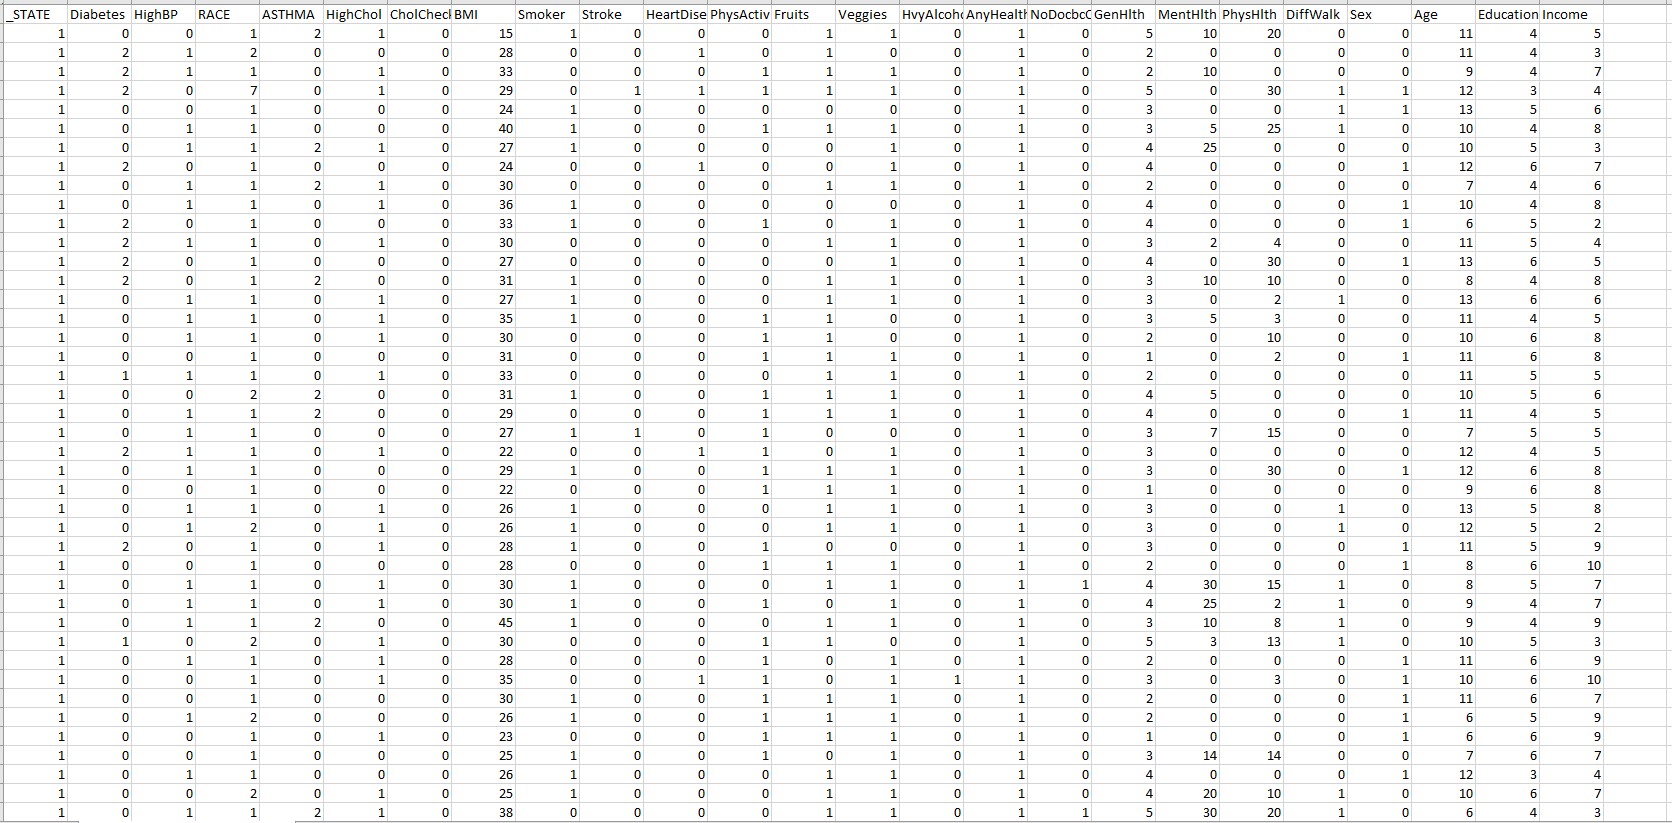 _STATE Diabetes HighBP RACE ASTHMA HighChol CholChecl BMI Smoker Stroke HeartDise PhysActiv Fruits Veggies HvyAlcoho AnyHealth NoDocbcC GenHlth MentHlth PhysHlth DiffWalk Sex Age Education Income
1 0 0 1 2 1 0 15 1 0 0 0 1 1 0 1 0 5 10 20 0 0 11 4 5
1 2 1 2 0 0 0 28 0 0 1 0 1 0 0 1 0 2 0 0 0 0 11 4 3
1 2 1 1 0 1 0 33 0 0 0 1 1 1 0 1 0 2 10 0 0 0 9 4 7
1 2 0 7 0 1 0 29 0 1 1 1 1 1 0 1 0 5 0 30 1 1 12 3 4
1 0 0 1 0 0 0 24 1 0 0 0 0 0 0 1 0 3 0 0 1 1 13 5 6
1 0 1 1 0 0 0 40 1 0 0 1 1 1 0 1 0 3 5 25 1 0 10 4 8
1 0 1 1 2 1 0 27 1 0 0 0 0 1 0 1 0 4 25 0 0 0 10 5 3
1 2 0 1 0 0 0 24 0 0 1 0 0 1 0 1 0 4 0 0 0 1 12 6 7
1 0 1 1 2 1 0 30 0 0 0 0 1 1 0 1 0 2 0 0 0 0 7 4 6
1 0 1 1 0 1 0 36 1 0 0 0 0 0 0 1 0 4 0 0 0 1 10 4 8
1 2 0 1 0 0 0 33 1 0 0 1 0 1 0 1 0 4 0 0 0 1 6 5 2
1 2 1 1 0 1 0 30 0 0 0 0 1 1 0 1 0 3 2 4 0 0 11 5 4
1 2 0 1 0 0 0 27 0 0 0 0 0 1 0 1 0 4 0 30 0 1 13 6 5
1 2 0 1 2 0 0 31 1 0 0 0 1 1 0 1 0 3 10 10 0 0 8 4 8
1 0 1 1 0 1 0 27 1 0 0 0 1 1 0 1 0 3 0 2 1 0 13 6 6
1 0 1 1 0 1 0 35 1 0 0 1 1 0 0 1 0 3 5 3 0 0 11 4 5
1 0 1 1 0 1 0 30 0 0 0 1 1 0 0 1 0 2 0 10 0 0 10 6 8
1 0 0 1 0 0 0 31 0 0 0 1 1 1 0 1 0 1 0 2 0 1 11 6 8
1 1 1 1 0 1 0 33 0 0 0 0 1 1 0 1 0 2 0 0 0 0 11 5 5
1 0 0 2 2 0 0 31 1 0 0 1 1 1 0 1 0 4 5 0 0 0 10 5 6
1 0 1 1 2 0 0 29 0 0 0 1 1 1 0 1 0 4 0 0 0 1 11 4 5
1 0 1 1 0 0 0 27 1 1 0 1 0 0 0 1 0 3 7 15 0 0 7 5 5
1 2 1 1 0 1 0 22 0 0 1 1 0 1 0 1 0 3 0 0 0 0 12 4 5
1 0 1 1 0 0 0 29 1 0 0 1 1 1 0 1 0 3 0 30 0 1 12 6 8
1 0 0 1 0 0 0 22 0 0 0 1 1 1 0 1 0 1 0 0 0 0 9 6 8
1 0 1 1 0 1 0 26 1 0 0 0 1 1 0 1 0 3 0 0 1 0 13 5 8
1 0 1 2 0 1 0 26 1 0 0 0 1 1 0 1 0 3 0 0 1 0 12 5 2
1 2 0 1 0 1 0 28 1 0 0 1 0 0 0 1 0 3 0 0 0 1 11 5 9
1 0 0 1 0 0 0 28 0 0 0 1 1 1 0 1 0 2 0 0 0 1 8 6 10
1 0 1 1 0 1 0 30 1 0 0 0 1 1 0 1 1 4 30 15 1 0 8 5 7
1 0 1 1 0 1 0 30 1 0 0 1 0 1 0 1 0 4 25 2 1 0 9 4 7
1 0 1 1 2 0 0 45 1 0 0 0 1 1 0 1 0 3 10 8 1 0 9 4 9
1 1 0 2 0 1 0 30 0 0 0 1 1 0 0 1 0 5 3 13 1 0 10 5 3
1 0 1 1 0 1 0 28 0 0 0 1 0 1 0 1 0 2 0 0 0 1 11 6 9
1 0 0 1 0 1 0 35 0 0 1 1 0 1 1 1 0 3 0 3 0 1 10 6 10
1 0 0 1 0 0 0 30 1 0 0 1 1 1 0 1 0 2 0 0 0 1 11 6 7
1 0 1 2 0 0 0 26 1 0 0 1 1 1 0 1 0 2 0 0 0 1 6 5 9
1 0 0 1 0 1 0 23 0 0 0 1 1 1 0 1 0 1 0 0 0 1 6 6 9
1 0 0 1 0 0 0 25 1 0 0 1 0 1 0 1 0 3 14 14 0 0 7 6 7
1 0 1 1 0 0 0 26 1 0 0 0 1 1 0 1 0 4 0 0 0 1 12 3 4
1 0 0 2 0 1 0 25 1 0 0 0 1 1 0 1 0 4 20 10 1 0 10 6 7
1 0 1 1 2 1 0 38 0 0 0 0 1 1 0 1 1 5 30 20 1 0 6 4 3